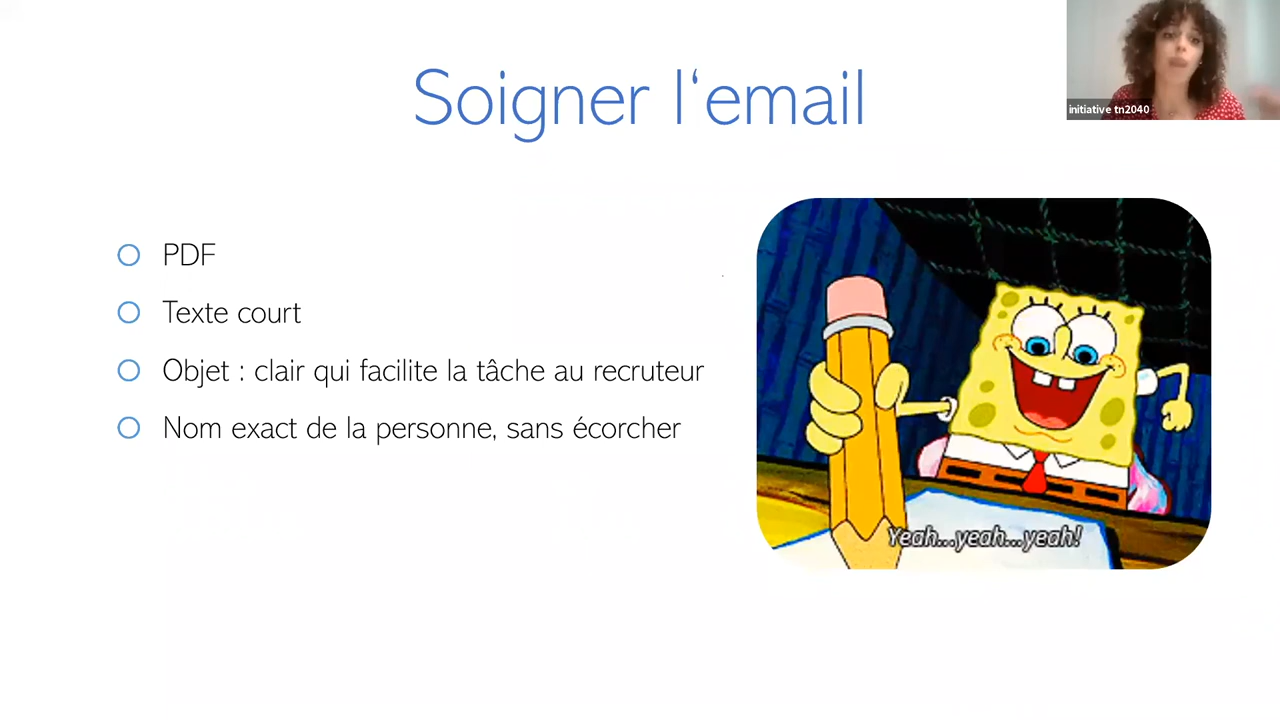 Soigner l‘email
initiative tn2040
PDF
Texte court
Objet : clair qui facilite la tâche au recruteur
Nom exact de la personne, sans écorcher
Yeah...yeah...yeah!